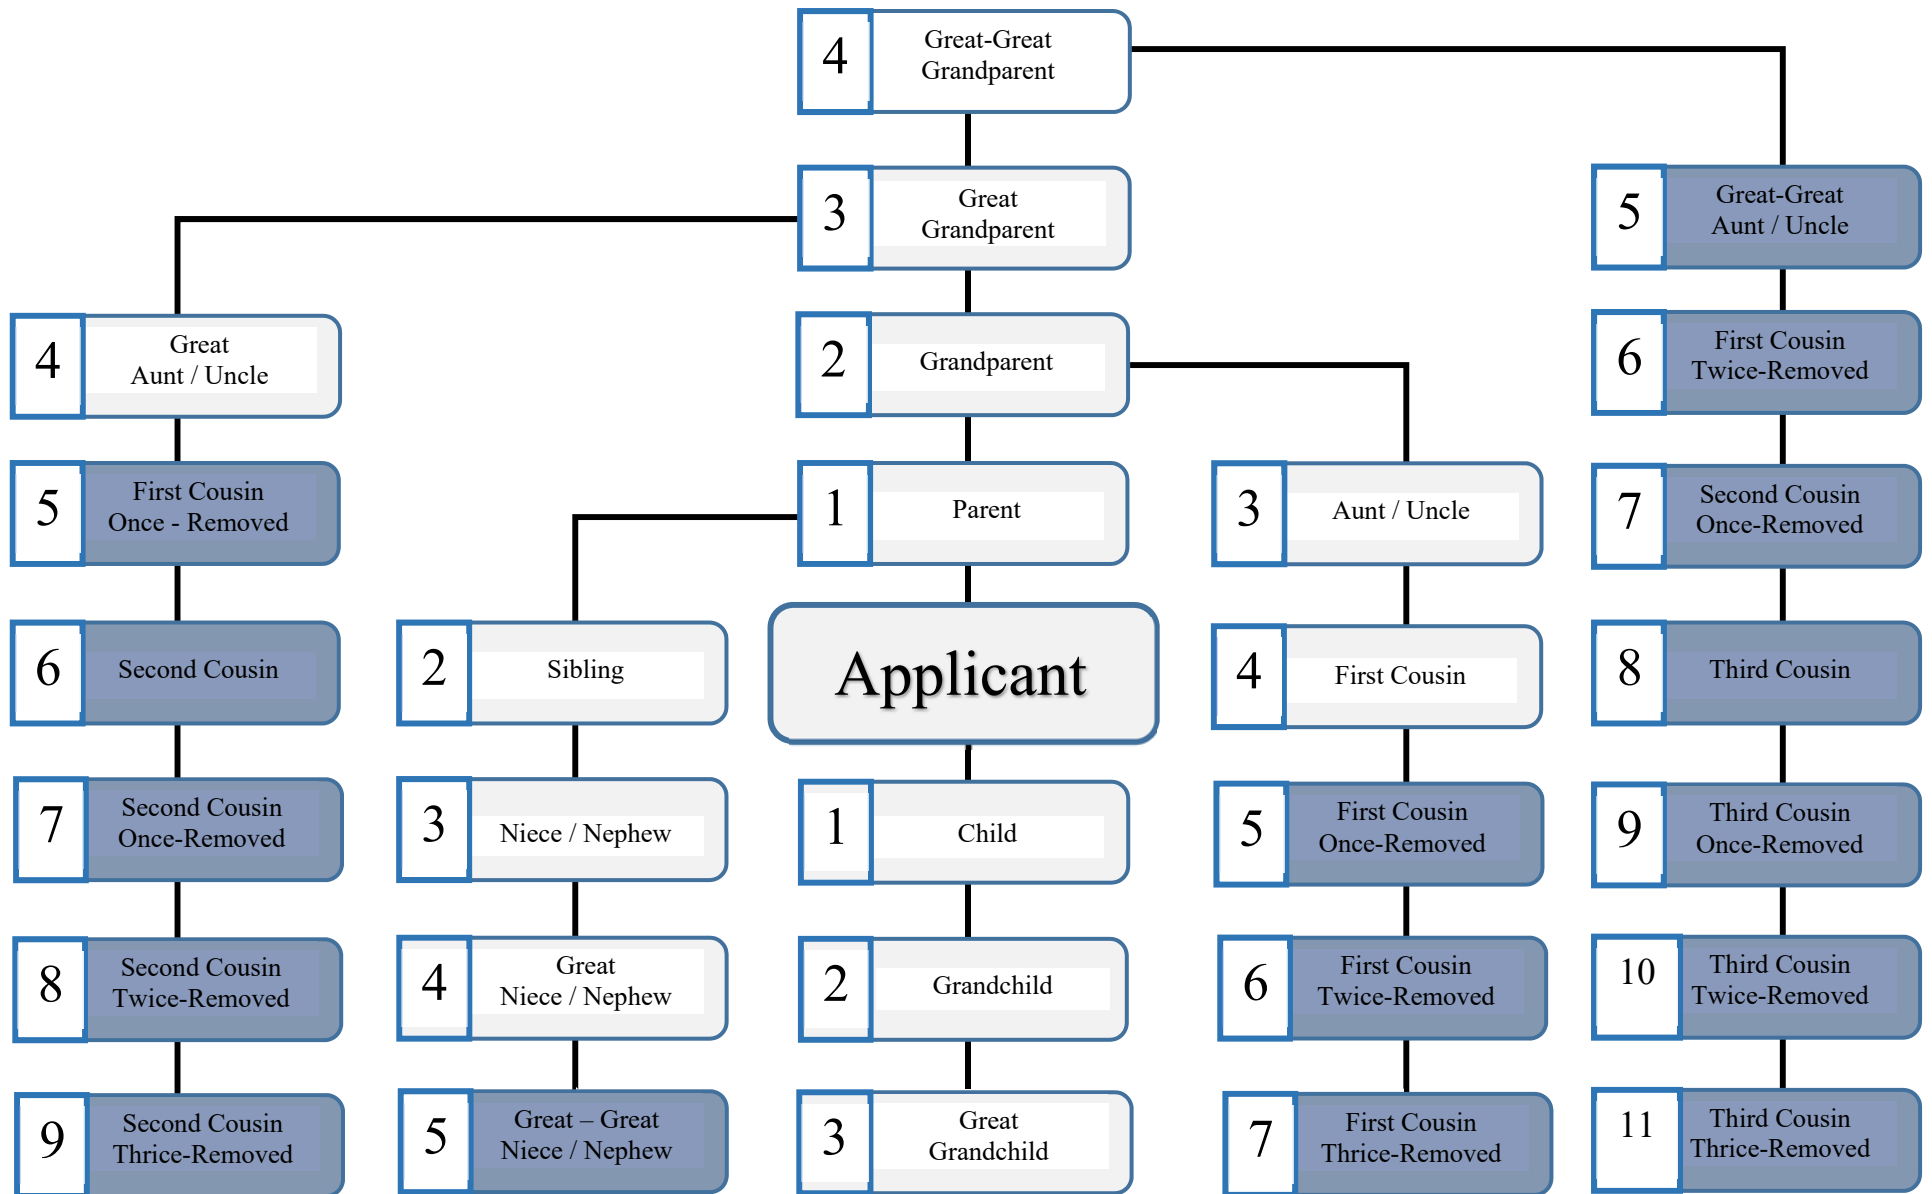 4
Great-Great
Grandparent
3
Great
Grandparent
5
Great-Great
Aunt / Uncle
4
Great
Aunt / Uncle
2
Grandparent
6
First Cousin
Twice-Removed
5
First Cousin
Once - Removed
1
Parent
3
Aunt / Uncle
7
Second Cousin
Once-Removed
6
Second Cousin
2
Sibling
Applicant
4
First Cousin
8
Third Cousin
7
Second Cousin
Once-Removed
3
Niece / Nephew
1
Child
5
First Cousin
Once-Removed
9
Third Cousin
Once-Removed
8
Second Cousin
Twice-Removed
4
Great
Niece / Nephew
2
Grandchild
6
First Cousin
Twice-Removed
10
Third Cousin
Twice-Removed
9
Second Cousin
Thrice-Removed
5
Great – Great
Niece / Nephew
3
Great
Grandchild
7
First Cousin
Thrice-Removed
11
Third Cousin
Thrice-Removed